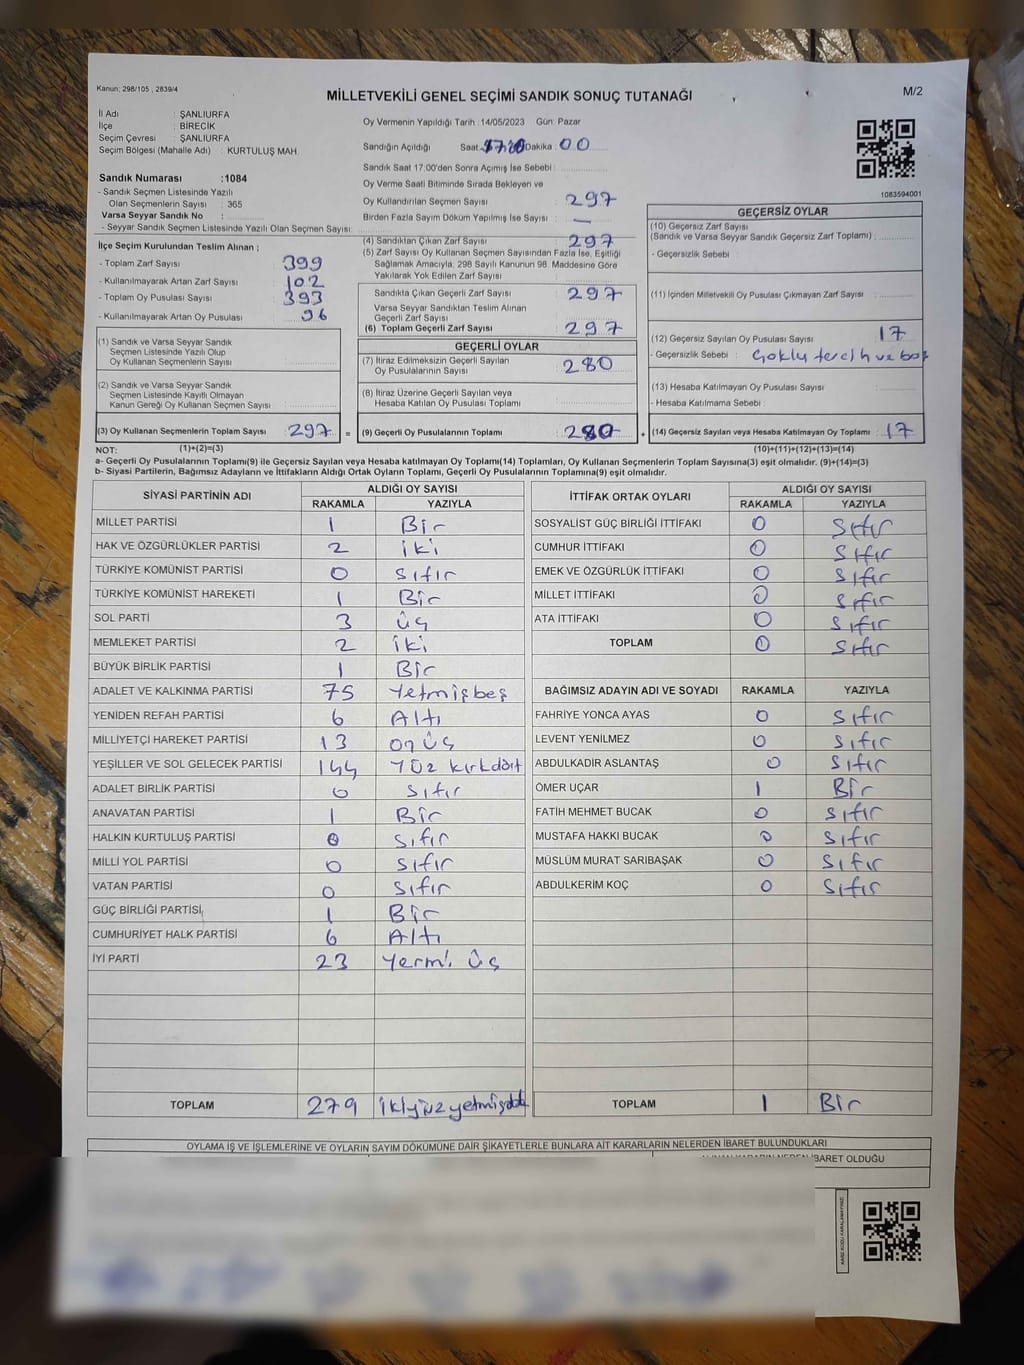 Kanun; 298/105 , 2839/4
MİLLETVEKİLİ GENEL SEÇİMİ SANDIK SONUÇ TUTANAĞI
M/2
İl Adı : ŞANLIURFA
İlçe : BİRECİK
Seçim Çevresi : ŞANLIURFA
Seçim Bölgesi (Mahalle Adı) : KURTULUŞ MAH.
Oy Vermenin Yapıldığı Tarih :14/05/2023 Gün: Pazar
Sandığın Açıldığı Saat Dakika : 00
Sandık Saat 17:00'den Sonra Açımış İse Sebebi :
Sandık Numarası :1084
- Sandık Seçmen Listesinde Yazılı
Olan Seçmenlerin Sayısı : 365
Varsa Seyyar Sandık No :
- Seyyar Sandık Seçmen Listesinde Yazılı Olan Seçmen Sayısı:
Oy Verme Saati Bitiminde Sırada Bekleyen ve
Oy Kullandırılan Seçmen Sayısı : 297
Birden Fazla Sayım Döküm Yapılmış İse Sayısı : —
1083594001
İlçe Seçim Kurulundan Teslim Alınan ;
- Toplam Zarf Sayısı : 399
- Kullanılmayarak Artan Zarf Sayısı : 102
- Toplam Oy Pusulası Sayısı : 393
- Kullanılmayarak Artan Oy Pusulası : 96
(4) Sandıktan Çıkan Zarf Sayısı : 297
(5) Zarf Sayısı Oy Kullanan Seçmen Sayısından Fazla İse, Eşitliği
Sağlamak Amacıyla, 298 Sayılı Kanunun 98. Maddesine Göre
Yakılarak Yok Edilen Zarf Sayısı :
Sandıkta Çıkan Geçerli Zarf Sayısı : 297
Varsa Seyyar Sandıktan Teslim Alınan
Geçerli Zarf Sayısı :
(6) Toplam Geçerli Zarf Sayısı : 297
GEÇERSİZ OYLAR
(10) Geçersiz Zarf Sayısı
(Sandık ve Varsa Seyyar Sandık Geçersiz Zarf Toplamı) :
- Geçersizlik Sebebi :
(11) İçinden Milletvekili Oy Pusulası Çıkmayan Zarf Sayısı :
(12) Geçersiz Sayılan Oy Pusulası Sayısı : 17
- Geçersizlik Sebebi : Çoklu tercih ve boş
(13) Hesaba Katılmayan Oy Pusulası Sayısı :
- Hesaba Katılmama Sebebi :
(1) Sandık ve Varsa Seyyar Sandık
Seçmen Listesinde Yazılı Olup
Oy Kullanan Seçmenlerin Sayısı :
(2) Sandık ve Varsa Seyyar Sandık
Seçmen Listesinde Kayıtlı Olmayan
Kanun Gereği Oy Kullanan Seçmen Sayısı :
GEÇERLİ OYLAR
(7) İtiraz Edilmeksizin Geçerli Sayılan
Oy Pusulalarının Sayısı : 280
(8) İtiraz Üzerine Geçerli Sayılan veya
Hesaba Katılan Oy Pusulası Toplamı :
(3) Oy Kullanan Seçmenlerin Toplam Sayısı : 297 = (9) Geçerli Oy Pusulalarının Toplamı : 280 + (14) Geçersiz Sayılan veya Hesaba Katılmayan Oy Toplamı : 17
NOT: (1)+(2)=(3) (10)+(11)+(12)+(13)=(14)
a- Geçerli Oy Pusulalarının Toplamı(9) ile Geçersiz Sayılan veya Hesaba katılmayan Oy Toplamı(14) Toplamları, Oy Kullanan Seçmenlerin Toplam Sayısına(3) eşit olmalıdır. (9)+(14)=(3)
b- Siyasi Partilerin, Bağımsız Adayların ve İttifakların Aldığı Ortak Oyların Toplamı, Geçerli Oy Pusulalarının Toplamına(9) eşit olmalıdır.
SİYASİ PARTİNİN ADI ALDIĞI OY SAYISI
RAKAMLA YAZIYLA
MİLLET PARTİSİ 1 Bir
HAK VE ÖZGÜRLÜKLER PARTİSİ 2 iki
TÜRKİYE KOMÜNİST PARTİSİ 0 sıfır
TÜRKİYE KOMÜNİST HAREKETİ 1 Bir
SOL PARTİ 3 üç
MEMLEKET PARTİSİ 2 iki
BÜYÜK BİRLİK PARTİSİ 1 Bir
ADALET VE KALKINMA PARTİSİ 75 Yetmişbeş
YENİDEN REFAH PARTİSİ 6 Altı
MİLLİYETÇİ HAREKET PARTİSİ 13 on üç
YEŞİLLER VE SOL GELECEK PARTİSİ 144 Yüz kırkdört
ADALET BİRLİK PARTİSİ 0 sıfır
ANAVATAN PARTİSİ 1 Bir
HALKIN KURTULUŞ PARTİSİ 0 sıfır
MİLLİ YOL PARTİSİ 0 sıfır
VATAN PARTİSİ 0 sıfır
GÜÇ BİRLİĞİ PARTİSİ 1 Bir
CUMHURİYET HALK PARTİSİ 6 Altı
İYİ PARTİ 23 Yermi üç
TOPLAM 279
İTTİFAK ORTAK OYLARI ALDIĞI OY SAYISI
RAKAMLA YAZIYLA
SOSYALİST GÜÇ BİRLİĞİ İTTİFAKI 0 sıfır
CUMHUR İTTİFAKI 0 sıfır
EMEK VE ÖZGÜRLÜK İTTİFAKI 0 sıfır
MİLLET İTTİFAKI 0 sıfır
ATA İTTİFAKI 0 sıfır
TOPLAM 0 sıfır
BAĞIMSIZ ADAYIN ADI VE SOYADI RAKAMLA YAZIYLA
FAHRİYE YONCA AYAS 0 sıfır
LEVENT YENİLMEZ 0 sıfır
ABDULKADİR ASLANTAŞ 0 sıfır
ÖMER UÇAR 1 Bir
FATİH MEHMET BUCAK 0 sıfır
MUSTAFA HAKKI BUCAK 0 sıfır
MÜSLÜM MURAT SARIBAŞAK 0 sıfır
ABDULKERİM KOÇ 0 sıfır
TOPLAM 1 Bir
OYLAMA İŞ VE İŞLEMLERİNE VE OYLARIN SAYIM DÖKÜMÜNE DAİR ŞİKAYETLERLE BUNLARA AİT KARARLARIN NELERDEN İBARET BULUNDUKLARI
İBARET OLDUĞU